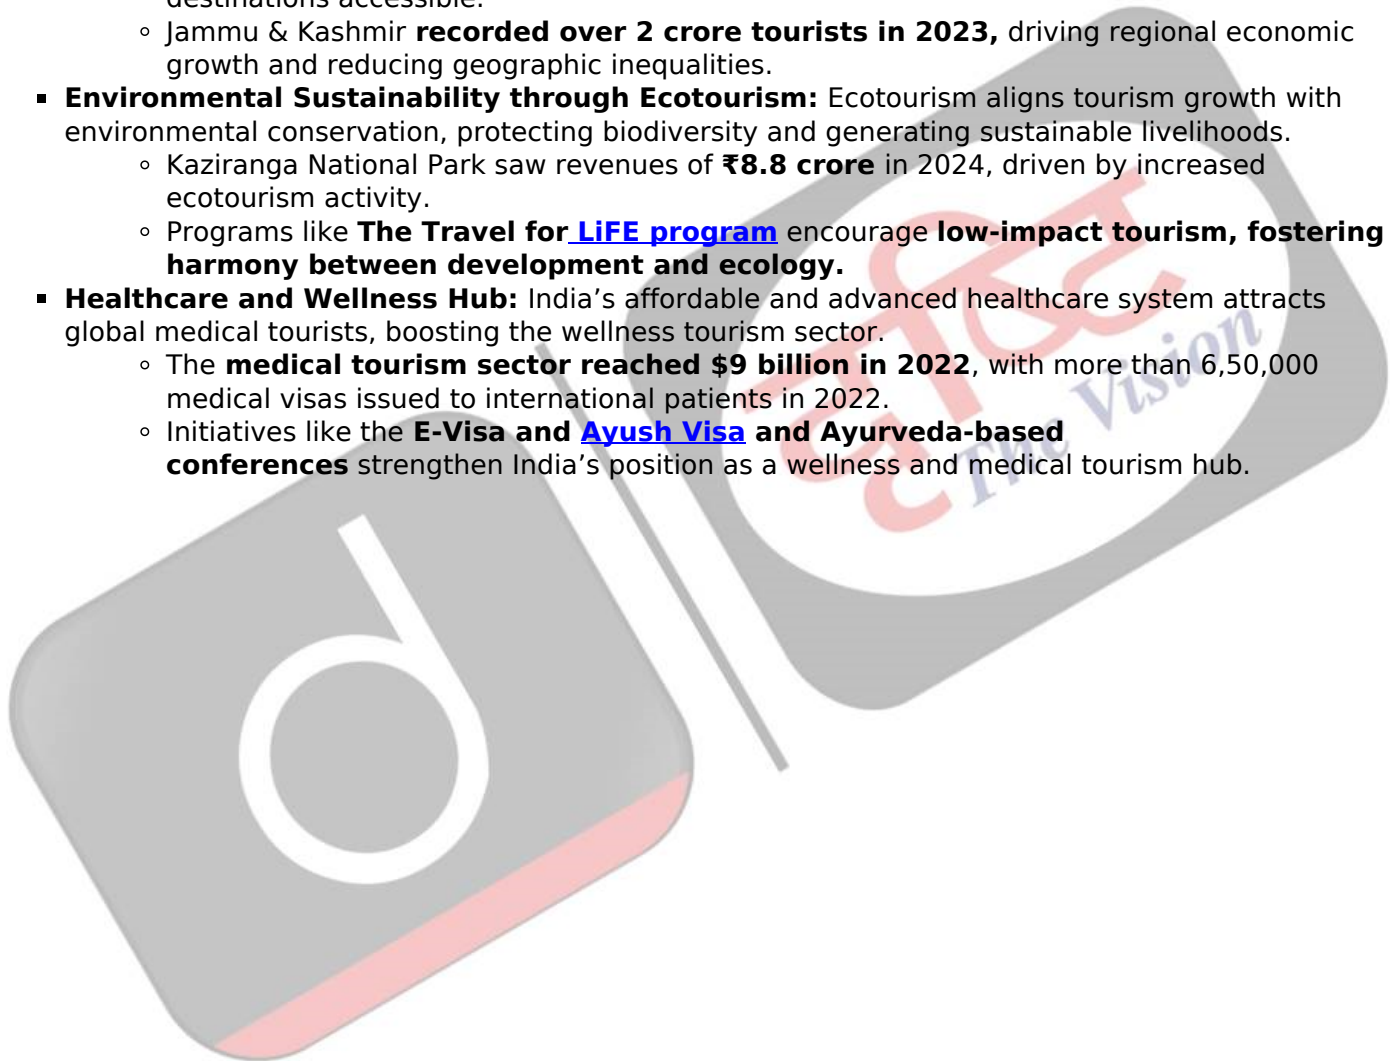 destinations accessible.
Jammu & Kashmir recorded over 2 crore tourists in 2023, driving regional economic
growth and reducing geographic inequalities.
Environmental Sustainability through Ecotourism: Ecotourism aligns tourism growth with
environmental conservation, protecting biodiversity and generating sustainable livelihoods.
Kaziranga National Park saw revenues of ₹8.8 crore in 2024, driven by increased
ecotourism activity.
Programs like The Travel for LiFE program encourage low-impact tourism, fostering
harmony between development and ecology.
Healthcare and Wellness Hub: India’s affordable and advanced healthcare system attracts
global medical tourists, boosting the wellness tourism sector.
The medical tourism sector reached $9 billion in 2022, with more than 6,50,000
medical visas issued to international patients in 2022.
Initiatives like the E-Visa and Ayush Visa and Ayurveda-based
conferences strengthen India’s position as a wellness and medical tourism hub.
दृष्टि
The Vision
d